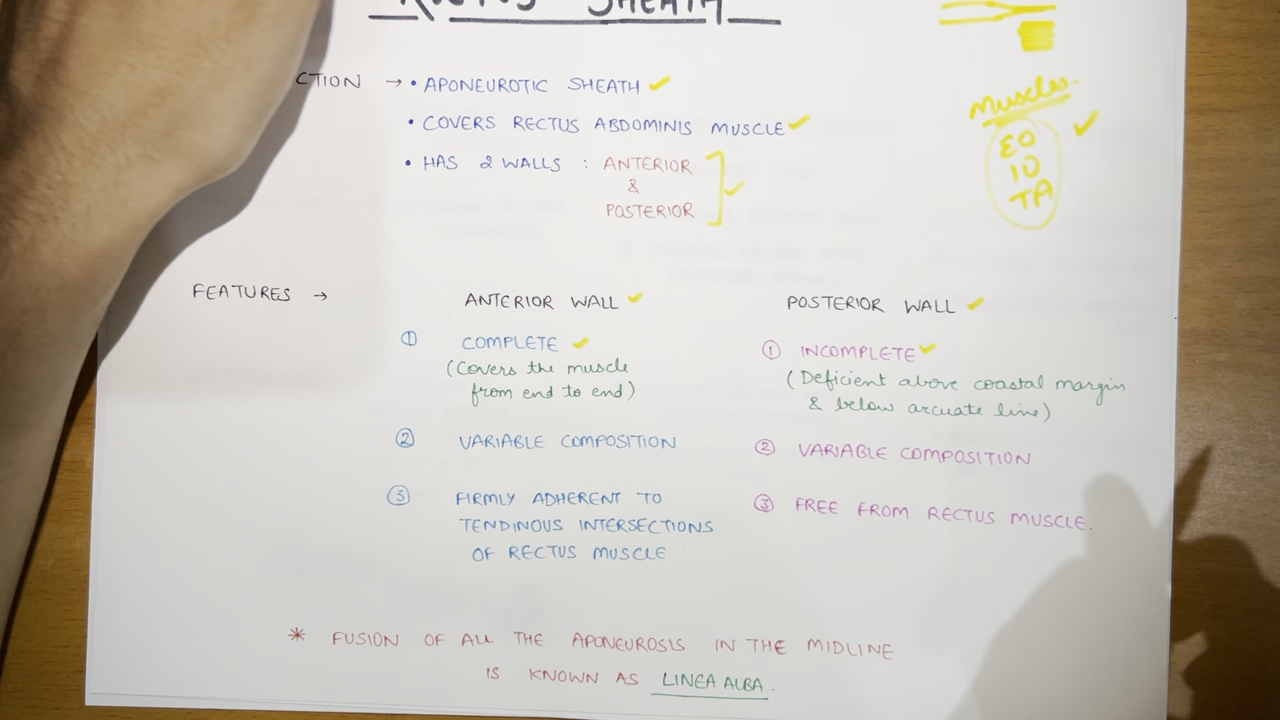 RECTUS SHEATH
CTION → • APONEUROTIC SHEATH ✓
• COVERS RECTUS ABDOMINIS MUSCLE ✓
• HAS 2 WALLS : ANTERIOR
&
POSTERIOR
Muscles
EO
IO
TA
FEATURES →
ANTERIOR WALL ✓
① COMPLETE ✓
(Covers the muscle
from end to end)
② VARIABLE COMPOSITION
③ FIRMLY ADHERENT TO
TENDINOUS INTERSECTIONS
OF RECTUS MUSCLE
POSTERIOR WALL ✓
① INCOMPLETE ✓
(Deficient above coastal margin
& below arcuate line)
② VARIABLE COMPOSITION
③ FREE FROM RECTUS MUSCLE.
* FUSION OF ALL THE APONEUROSIS IN THE MIDLINE
IS KNOWN AS LINEA ALBA.